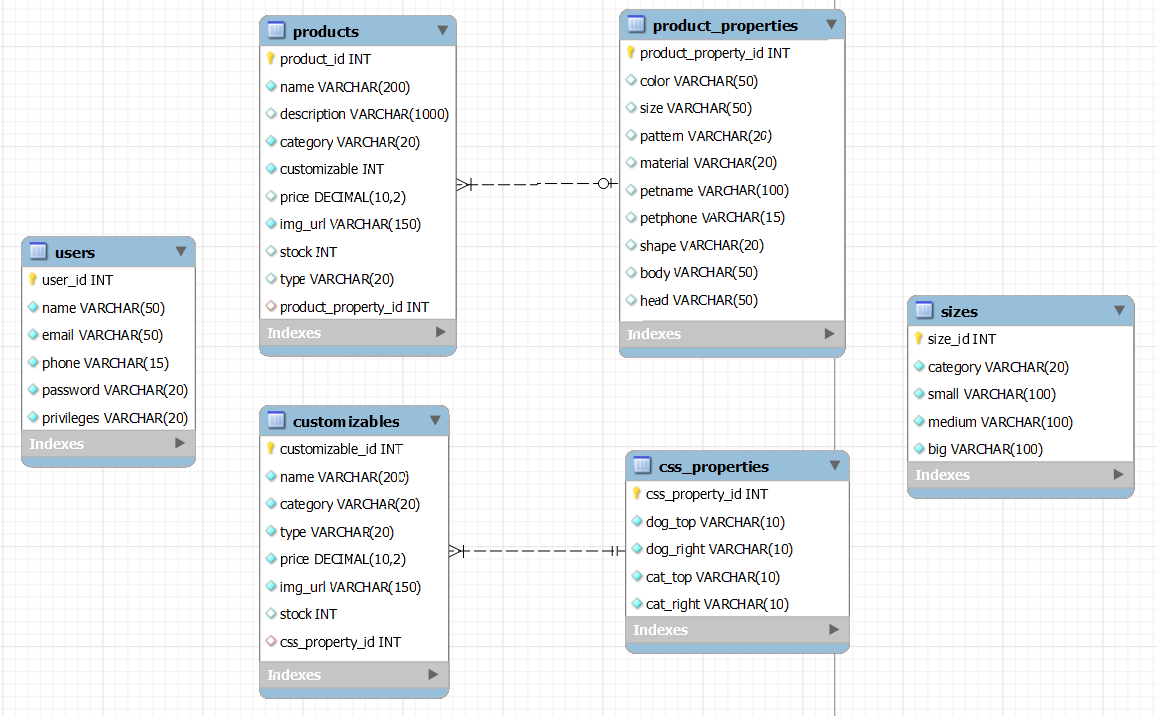 products
product_id INT
name VARCHAR(200)
description VARCHAR(1000)
category VARCHAR(20)
customizable INT
price DECIMAL(10,2)
img_url VARCHAR(150)
stock INT
type VARCHAR(20)
product_property_id INT
Indexes
product_properties
product_property_id INT
color VARCHAR(50)
size VARCHAR(50)
pattern VARCHAR(20)
material VARCHAR(20)
petname VARCHAR(100)
petphone VARCHAR(15)
shape VARCHAR(20)
body VARCHAR(50)
head VARCHAR(50)
Indexes
users
user_id INT
name VARCHAR(50)
email VARCHAR(50)
phone VARCHAR(15)
password VARCHAR(20)
privileges VARCHAR(20)
Indexes
sizes
size_id INT
category VARCHAR(20)
small VARCHAR(100)
medium VARCHAR(100)
big VARCHAR(100)
Indexes
customizables
customizable_id INT
name VARCHAR(200)
category VARCHAR(20)
type VARCHAR(20)
price DECIMAL(10,2)
img_url VARCHAR(150)
stock INT
css_property_id INT
Indexes
css_properties
css_property_id INT
dog_top VARCHAR(10)
dog_right VARCHAR(10)
cat_top VARCHAR(10)
cat_right VARCHAR(10)
Indexes